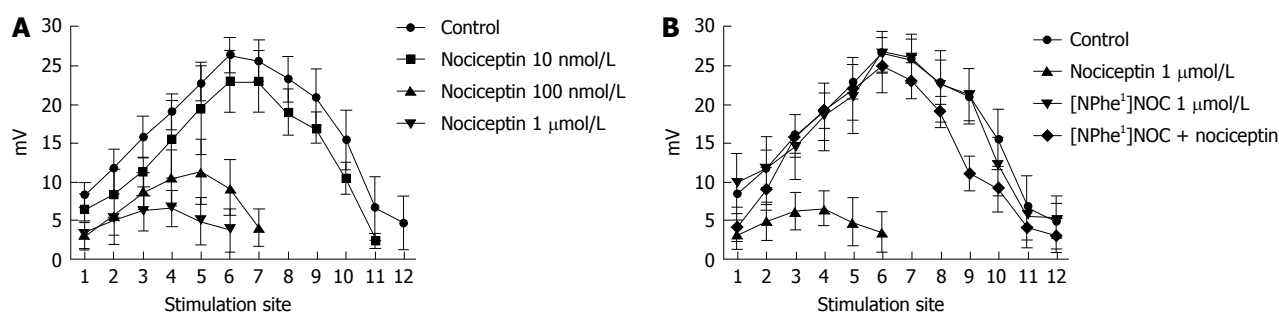 A
30
25
20
15
10
5
0
mV
1 2 3 4 5 6 7 8 9 10 11 12
Stimulation site
Control
Nociceptin 10 nmol/L
Nociceptin 100 nmol/L
Nociceptin 1 μmol/L
B
30
25
20
15
10
5
0
mV
1 2 3 4 5 6 7 8 9 10 11 12
Stimulation site
Control
Nociceptin 1 μmol/L
[NPhe¹]NOC 1 μmol/L
[NPhe¹]NOC + nociceptin